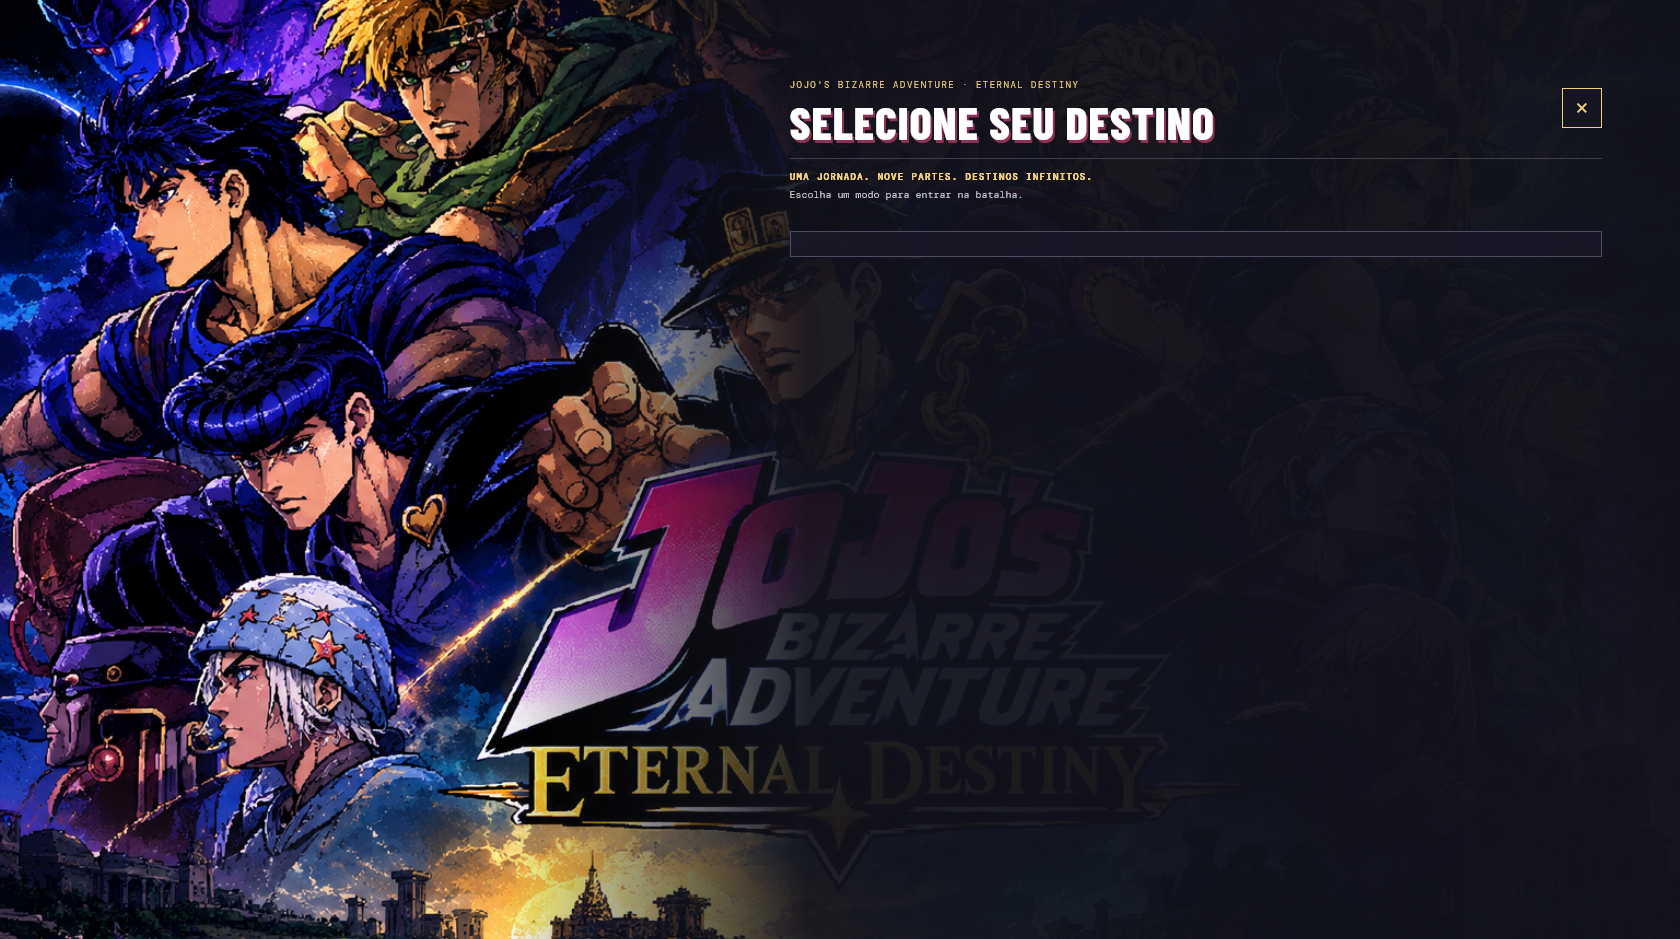 JOJO'S BIZARRE ADVENTURE · ETERNAL DESTINY
SELECIONE SEU DESTINO
×
UMA JORNADA. NOVE PARTES. DESTINOS INFINITOS.
Escolha um modo para entrar na batalha.
JoJo's
BIZARRE
ADVENTURE
ETERNAL DESTINY